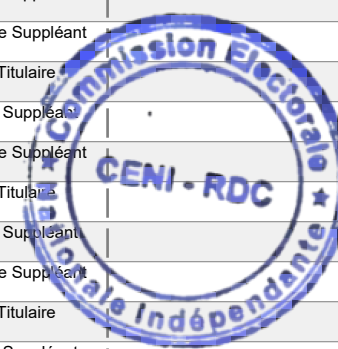 e Suppléant
Titulaire
Suppléant
e Suppléant
Titulaire
Suppléant
e Suppléant
Titulaire
Commission Electorale
Nationale Indépendante
CENI - RDC